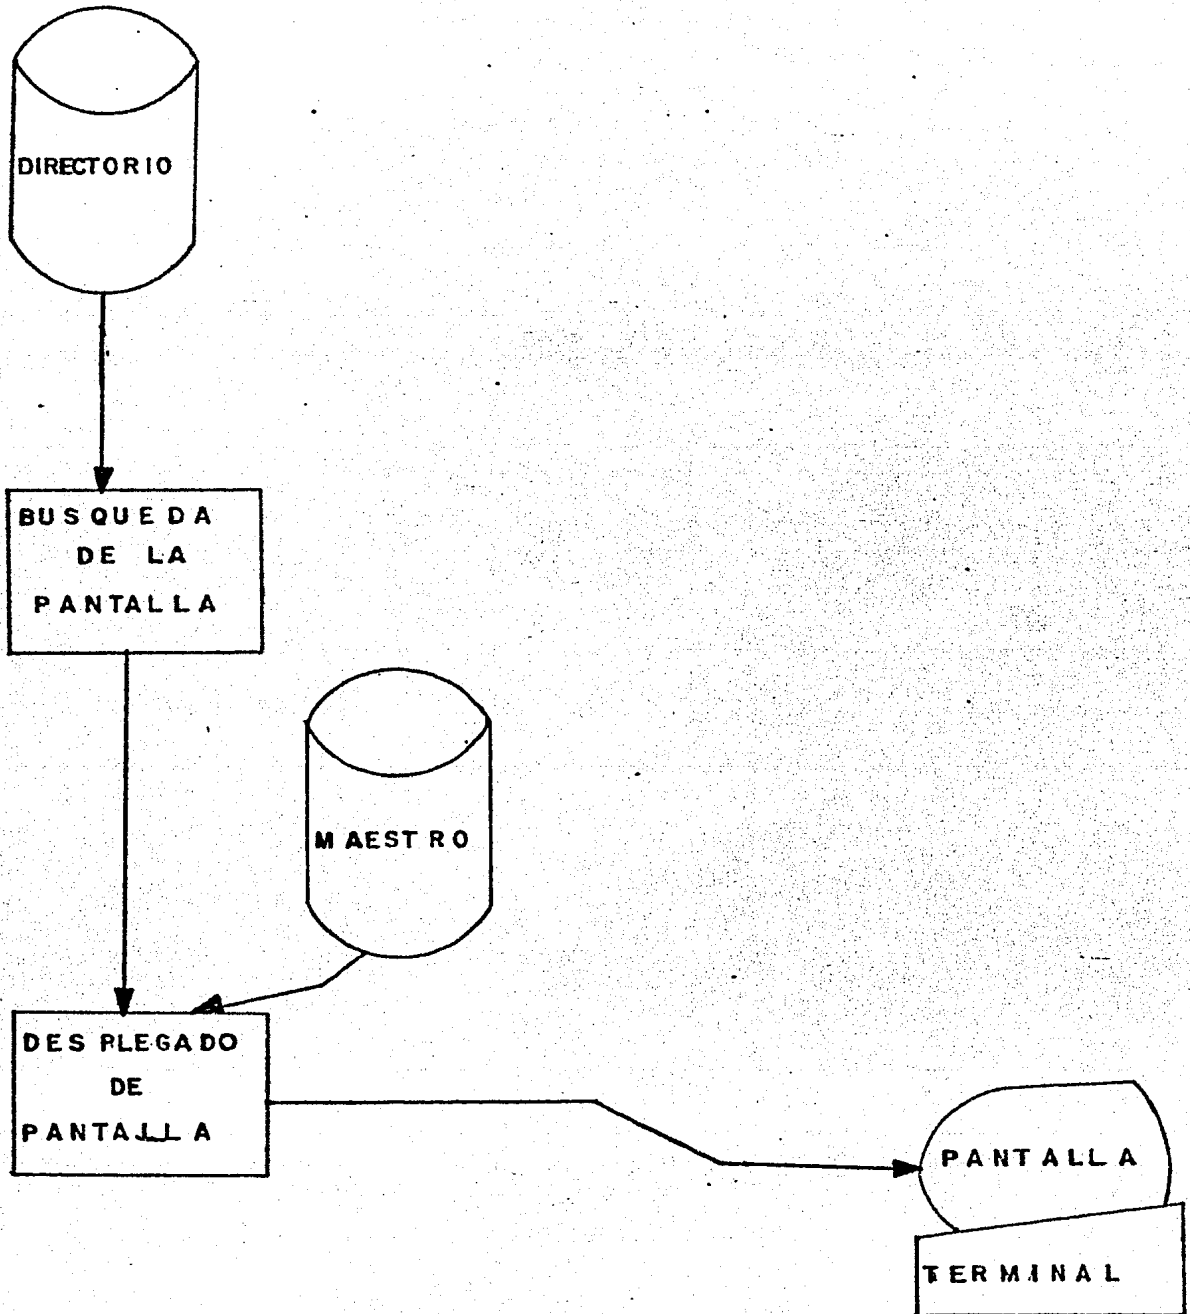 DIRECTORIO
BUSQUEDA
DE LA
PANTALLA
MAESTRO
DESPLEGADO
DE
PANTALLA
PANTALLA
TERMINAL